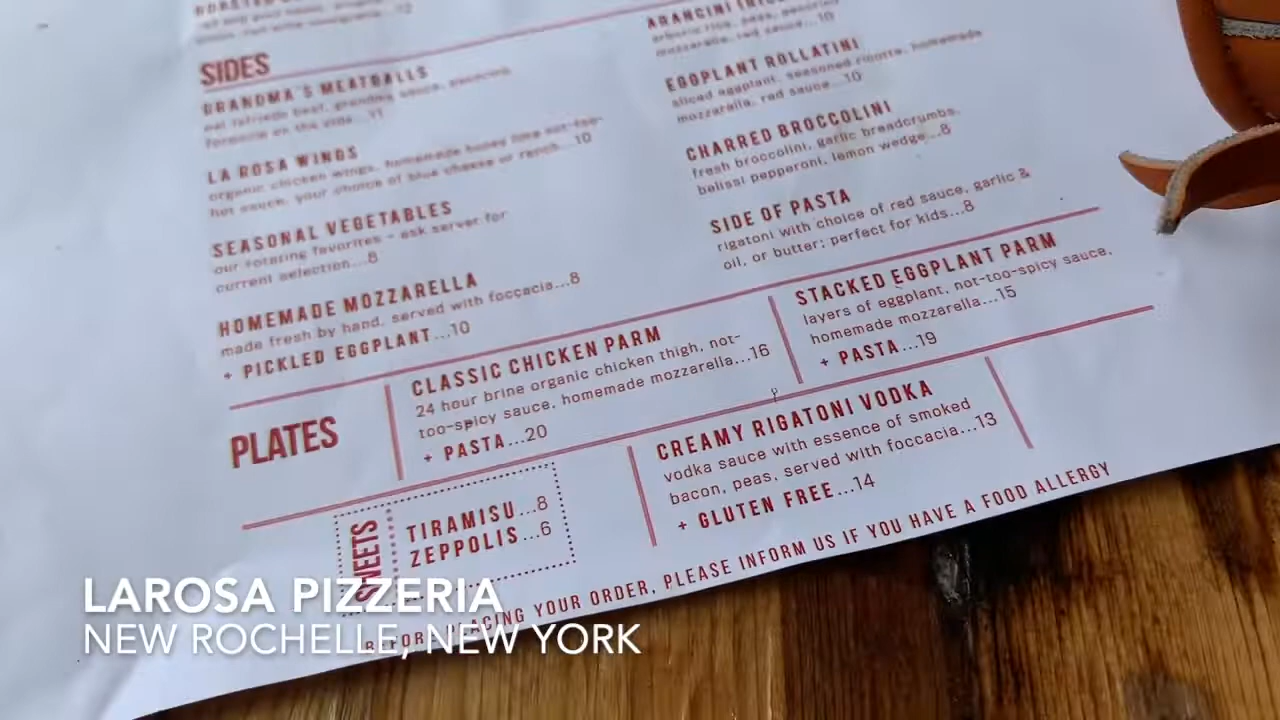 SIDES
GRANDMA'S MEATBALLS
LA ROSA WINGS
organic chicken wings, homemade honey lime not-too-
hot sauce, your choice of blue cheese or ranch...10
SEASONAL VEGETABLES
our rotating favorites - ask server for
current selection...8
HOMEMADE MOZZARELLA
made fresh by hand, served with foccacia...8
+ PICKLED EGGPLANT...10
mozzarella, red sauce...10
EGGPLANT ROLLATINI
sliced eggplant, seasoned ricotta, homemade
mozzarella, red sauce...10
CHARRED BROCCOLINI
fresh broccolini, garlic breadcrumbs,
belissi pepperoni, lemon wedge...8
SIDE OF PASTA
rigatoni with choice of red sauce, garlic &
oil, or butter; perfect for kids...8
PLATES
CLASSIC CHICKEN PARM
24 hour brine organic chicken thigh, not-
too-spicy sauce, homemade mozzarella...16
+ PASTA...20
STACKED EGGPLANT PARM
layers of eggplant, not-too-spicy sauce,
homemade mozzarella...15
+ PASTA...19
CREAMY RIGATONI VODKA
vodka sauce with essence of smoked
bacon, peas, served with foccacia...13
+ GLUTEN FREE...14
SWEETS
TIRAMISU...8
ZEPPOLIS...6
BEFORE PLACING YOUR ORDER, PLEASE INFORM US IF YOU HAVE A FOOD ALLERGY
LAROSA PIZZERIA
NEW ROCHELLE, NEW YORK